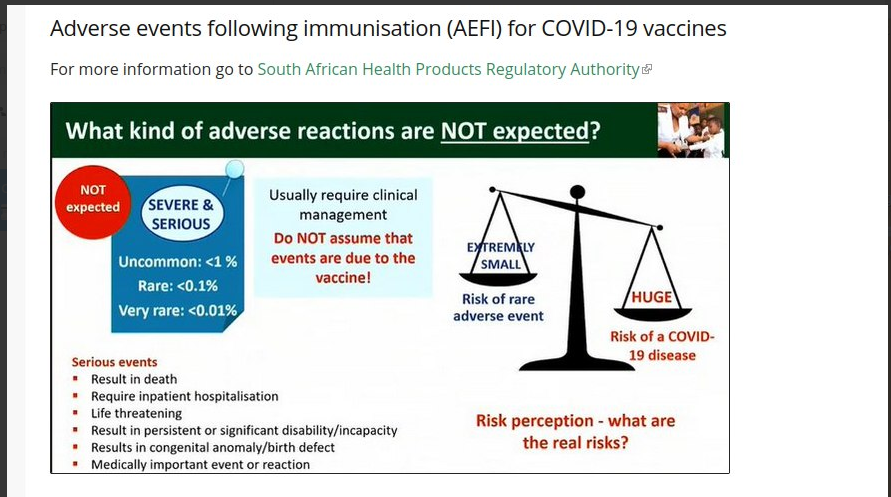 Adverse events following immunisation (AEFI) for COVID-19 vaccines
For more information go to South African Health Products Regulatory Authority
What kind of adverse reactions are NOT expected?
NOT
expected
SEVERE &
SERIOUS
Uncommon: <1 %
Rare: <0.1%
Very rare: <0.01%
Usually require clinical
management
Do NOT assume that
events are due to the
vaccine!
EXTREMELY
SMALL
Risk of rare
adverse event
HUGE
Risk of a COVID-
19 disease
Serious events
▪ Result in death
▪ Require inpatient hospitalisation
▪ Life threatening
▪ Result in persistent or significant disability/incapacity
▪ Results in congenital anomaly/birth defect
▪ Medically important event or reaction
Risk perception - what are
the real risks?